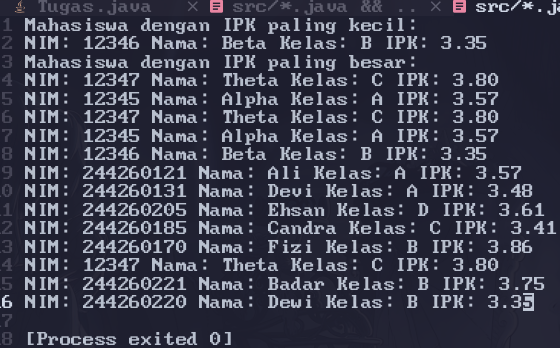 Tugas.java × src/*.java && .. × src/*.j
1 Mahasiswa dengan IPK paling kecil:
2 NIM: 12346 Nama: Beta Kelas: B IPK: 3.35
3 Mahasiswa dengan IPK paling besar:
4 NIM: 12347 Nama: Theta Kelas: C IPK: 3.80
5 NIM: 12345 Nama: Alpha Kelas: A IPK: 3.57
6 NIM: 12347 Nama: Theta Kelas: C IPK: 3.80
7 NIM: 12345 Nama: Alpha Kelas: A IPK: 3.57
8 NIM: 12346 Nama: Beta Kelas: B IPK: 3.35
9 NIM: 244260121 Nama: Ali Kelas: A IPK: 3.57
0 NIM: 244260131 Nama: Devi Kelas: A IPK: 3.48
1 NIM: 244260205 Nama: Ehsan Kelas: D IPK: 3.61
2 NIM: 244260185 Nama: Candra Kelas: C IPK: 3.41
3 NIM: 244260170 Nama: Fizi Kelas: B IPK: 3.86
4 NIM: 12347 Nama: Theta Kelas: C IPK: 3.80
5 NIM: 244260221 Nama: Badar Kelas: B IPK: 3.75
6 NIM: 244260220 Nama: Dewi Kelas: B IPK: 3.35
7
8 [Process exited 0]